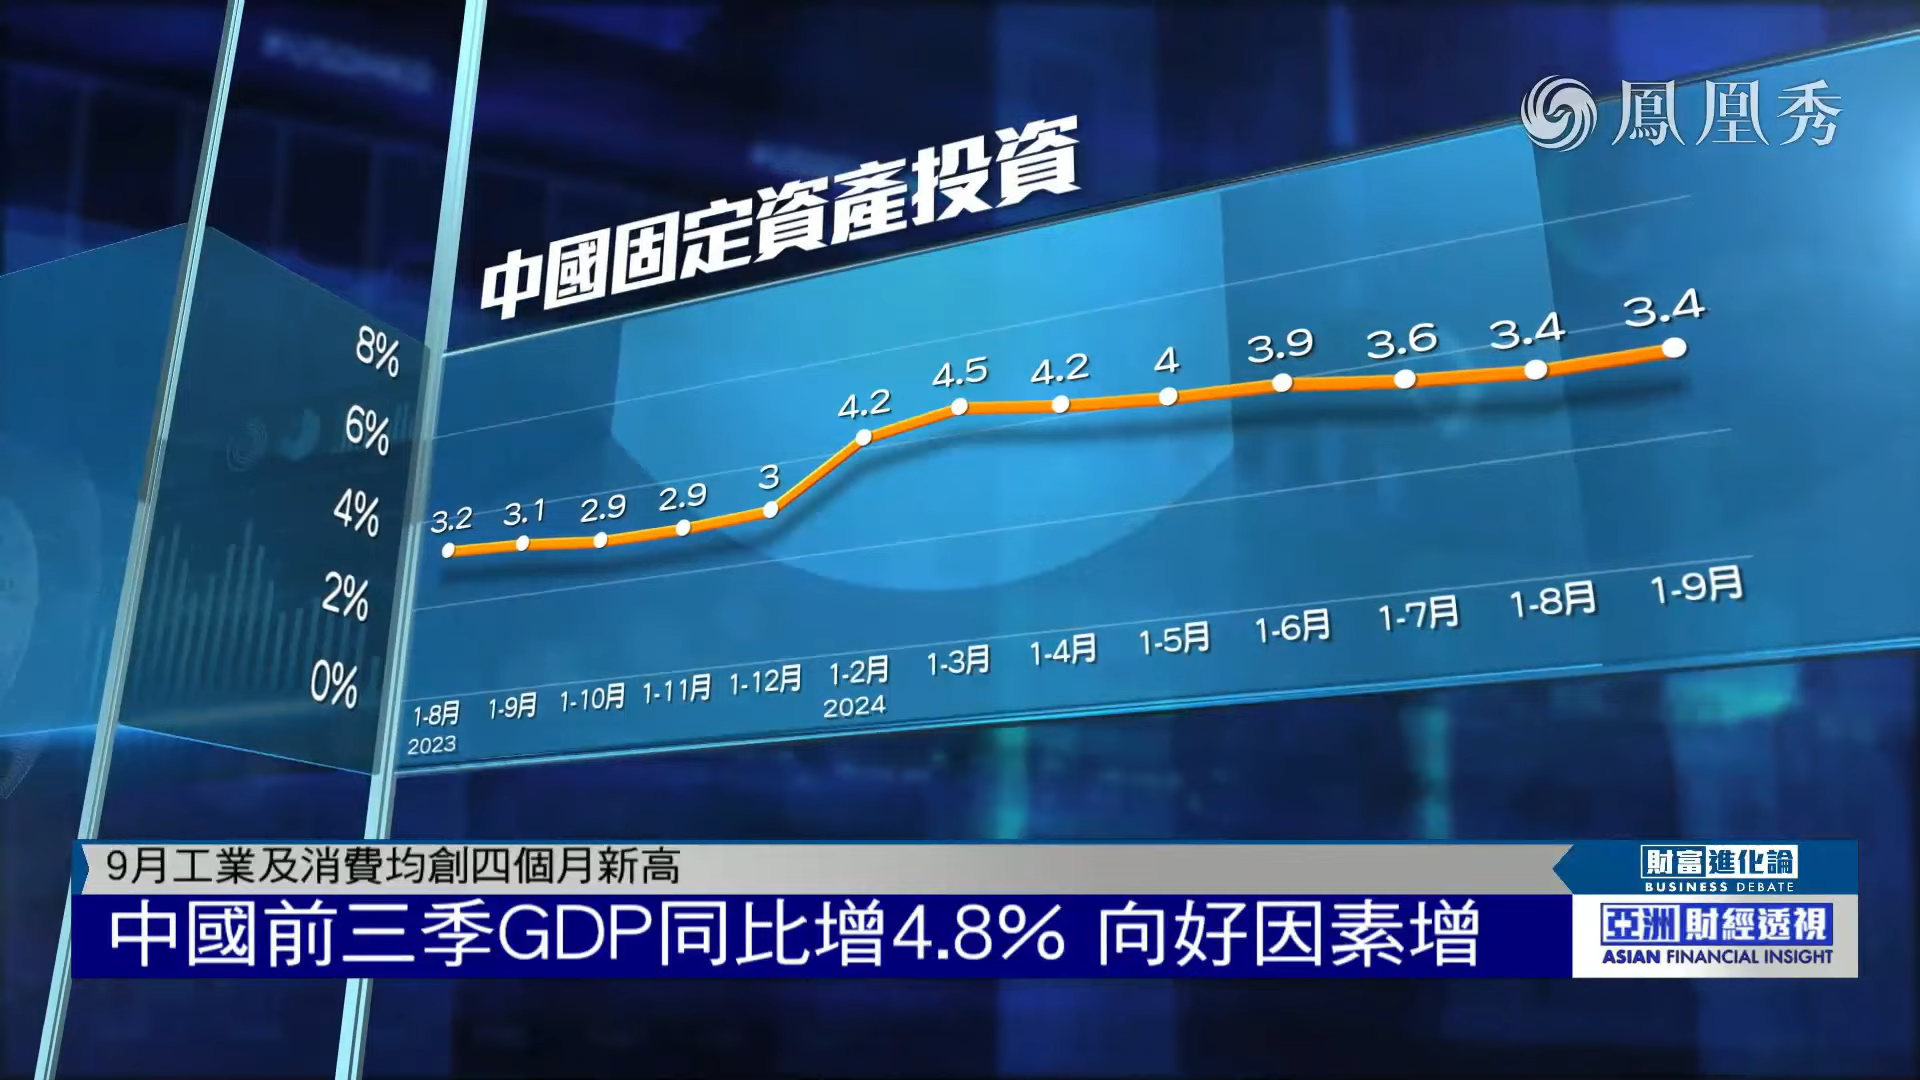 鳳凰秀
中國固定資產投資
8%
6%
4%
2%
0%
3.2 3.1 2.9 2.9 3 4.2 4.5 4.2 4 3.9 3.6 3.4 3.4
1-8月 1-9月 1-10月 1-11月 1-12月 1-2月 1-3月 1-4月 1-5月 1-6月 1-7月 1-8月 1-9月
2023 2024
9月工業及消費均創四個月新高
中國前三季GDP同比增4.8% 向好因素增
財富進化論
BUSINESS DEBATE
亞洲財經透視
ASIAN FINANCIAL INSIGHT